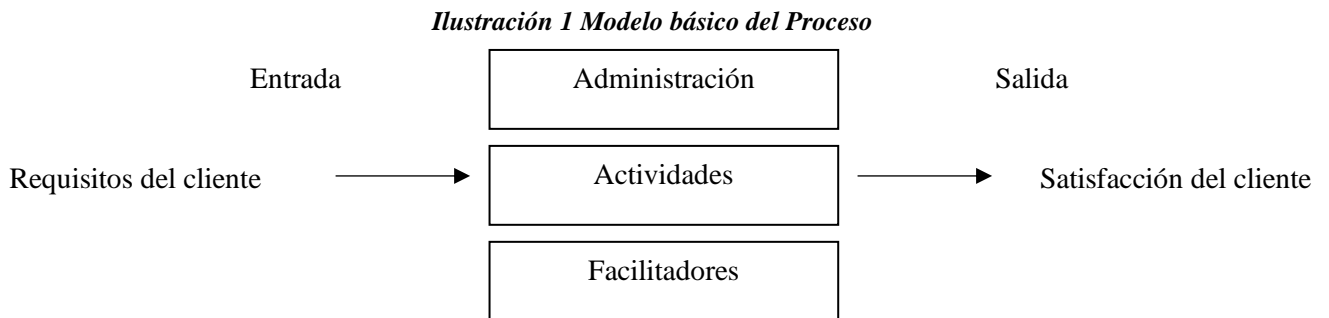 Ilustración 1 Modelo básico del Proceso
Entrada
Administración
Salida
Requisitos del cliente
Actividades
Satisfacción del cliente
Facilitadores